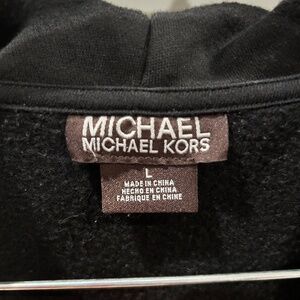 MICHAEL
MICHAEL KORS
L
MADE IN CHINA
HECHO EN CHINA
FABRIQUE EN CHINE